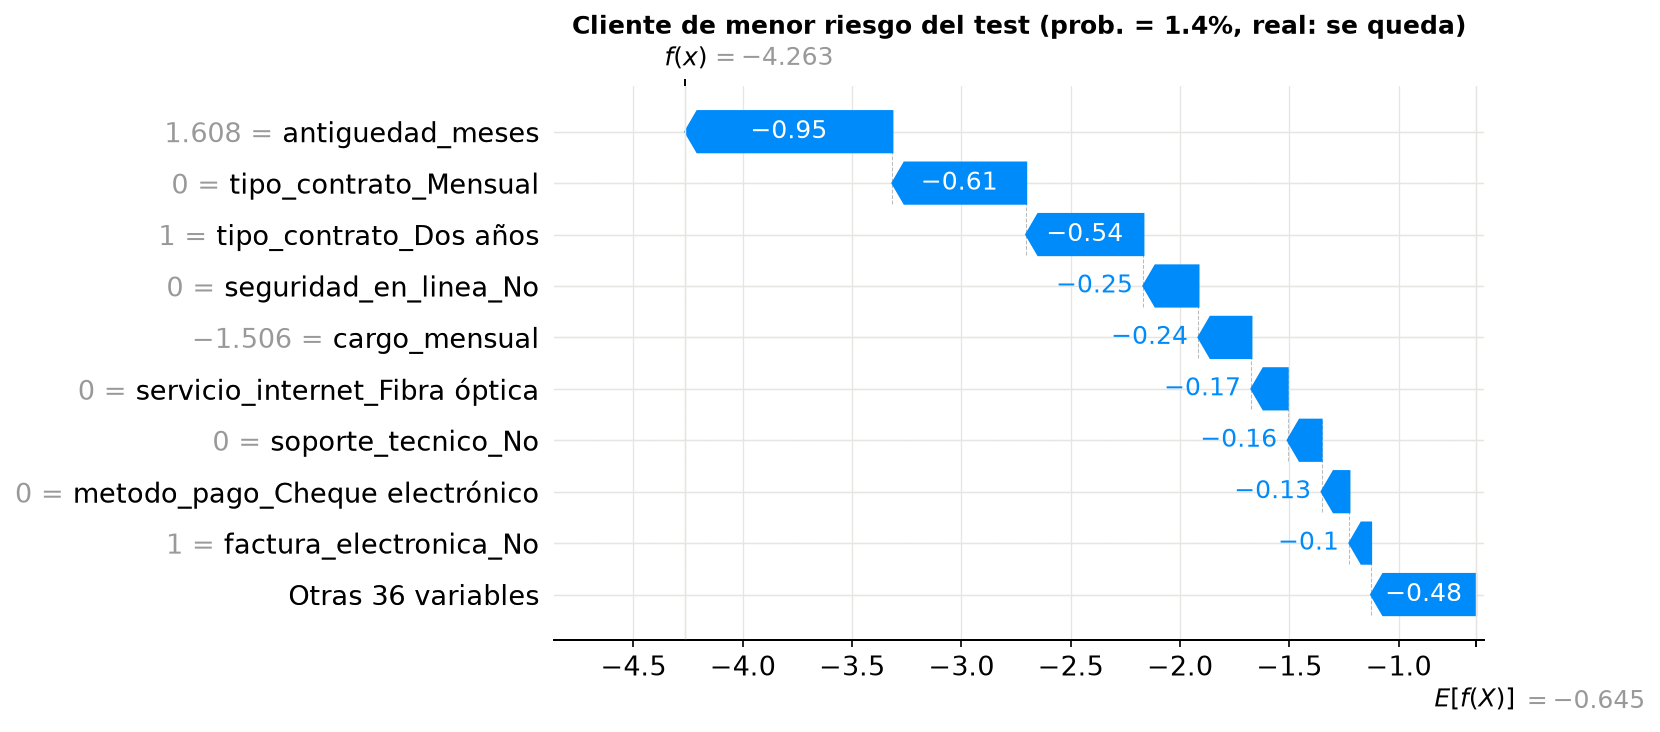 Cliente de menor riesgo del test (prob. = 1.4%, real: se queda)
f(x) = −4.263
1.608 = antiguedad_meses −0.95
0 = tipo_contrato_Mensual −0.61
1 = tipo_contrato_Dos años −0.54
0 = seguridad_en_linea_No −0.25
−1.506 = cargo_mensual −0.24
0 = servicio_internet_Fibra óptica −0.17
0 = soporte_tecnico_No −0.16
0 = metodo_pago_Cheque electrónico −0.13
1 = factura_electronica_No −0.1
Otras 36 variables −0.48
−4.5 −4.0 −3.5 −3.0 −2.5 −2.0 −1.5 −1.0
E[f(X)] = −0.645